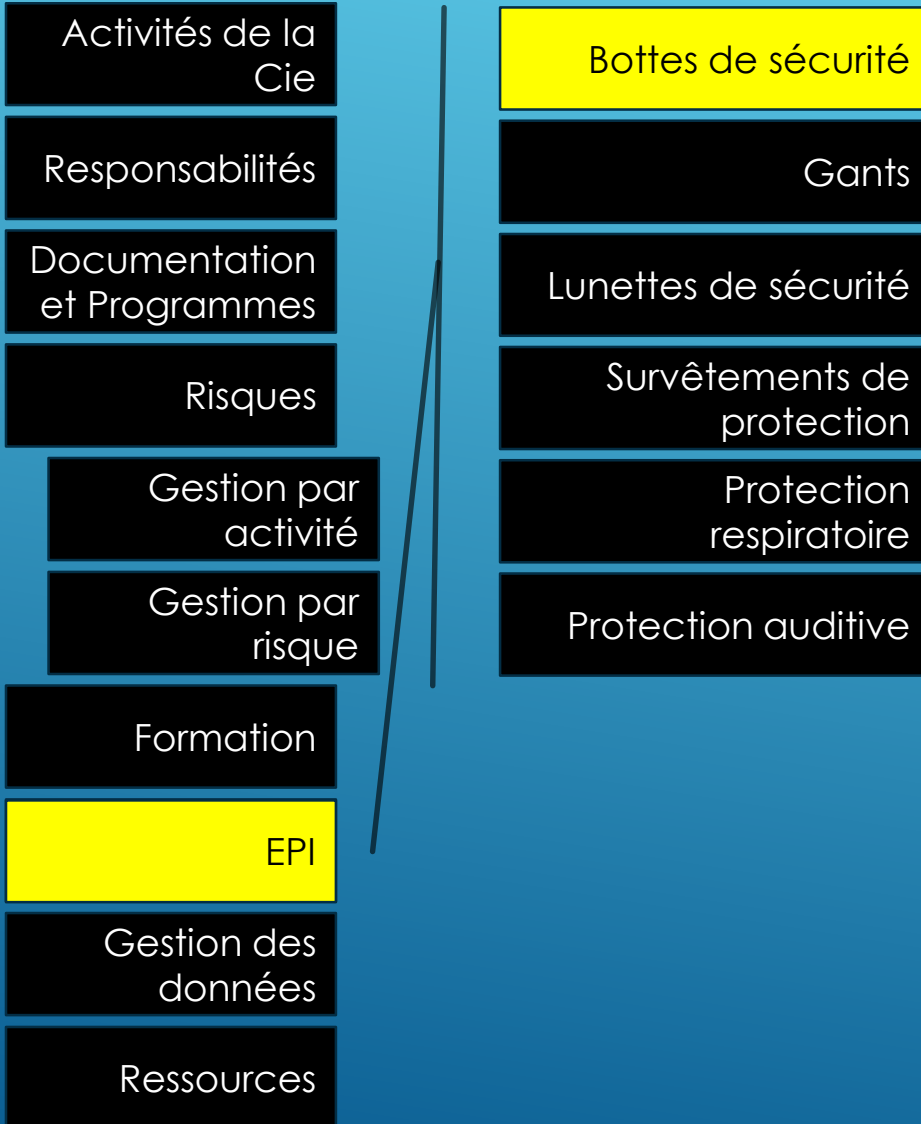 Activités de la
Cie
Responsabilités
Documentation
et Programmes
Risques
Gestion par
activité
Gestion par
risque
Formation
EPI
Gestion des
données
Ressources
Bottes de sécurité
Gants
Lunettes de sécurité
Survêtements de
protection
Protection
respiratoire
Protection auditive